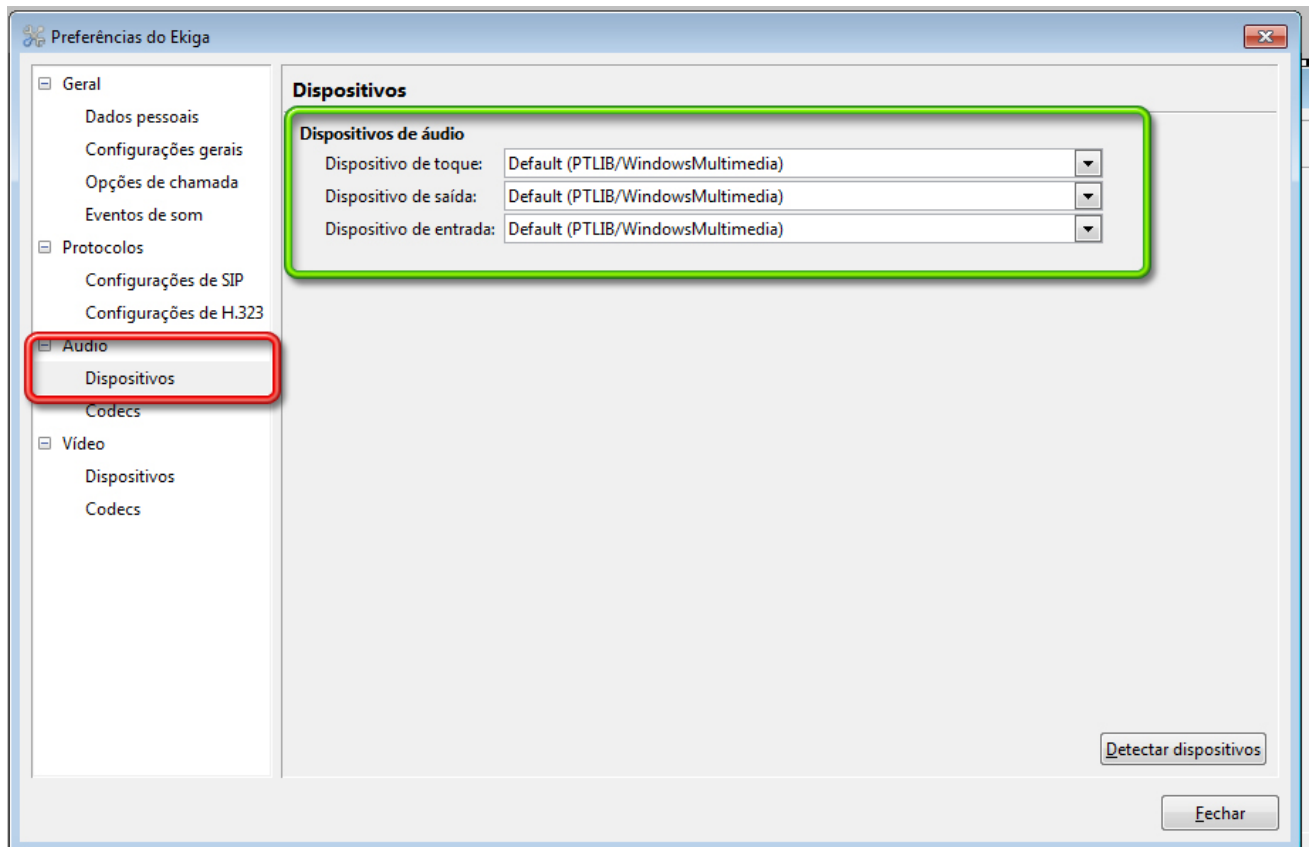 Preferências do Ekiga
Geral
Dados pessoais
Configurações gerais
Opções de chamada
Eventos de som
Protocolos
Configurações de SIP
Configurações de H.323
Áudio
Dispositivos
Codecs
Vídeo
Dispositivos
Codecs
Dispositivos
Dispositivos de áudio
Dispositivo de toque: Default (PTLIB/WindowsMultimedia)
Dispositivo de saída: Default (PTLIB/WindowsMultimedia)
Dispositivo de entrada: Default (PTLIB/WindowsMultimedia)
Detectar dispositivos
Fechar